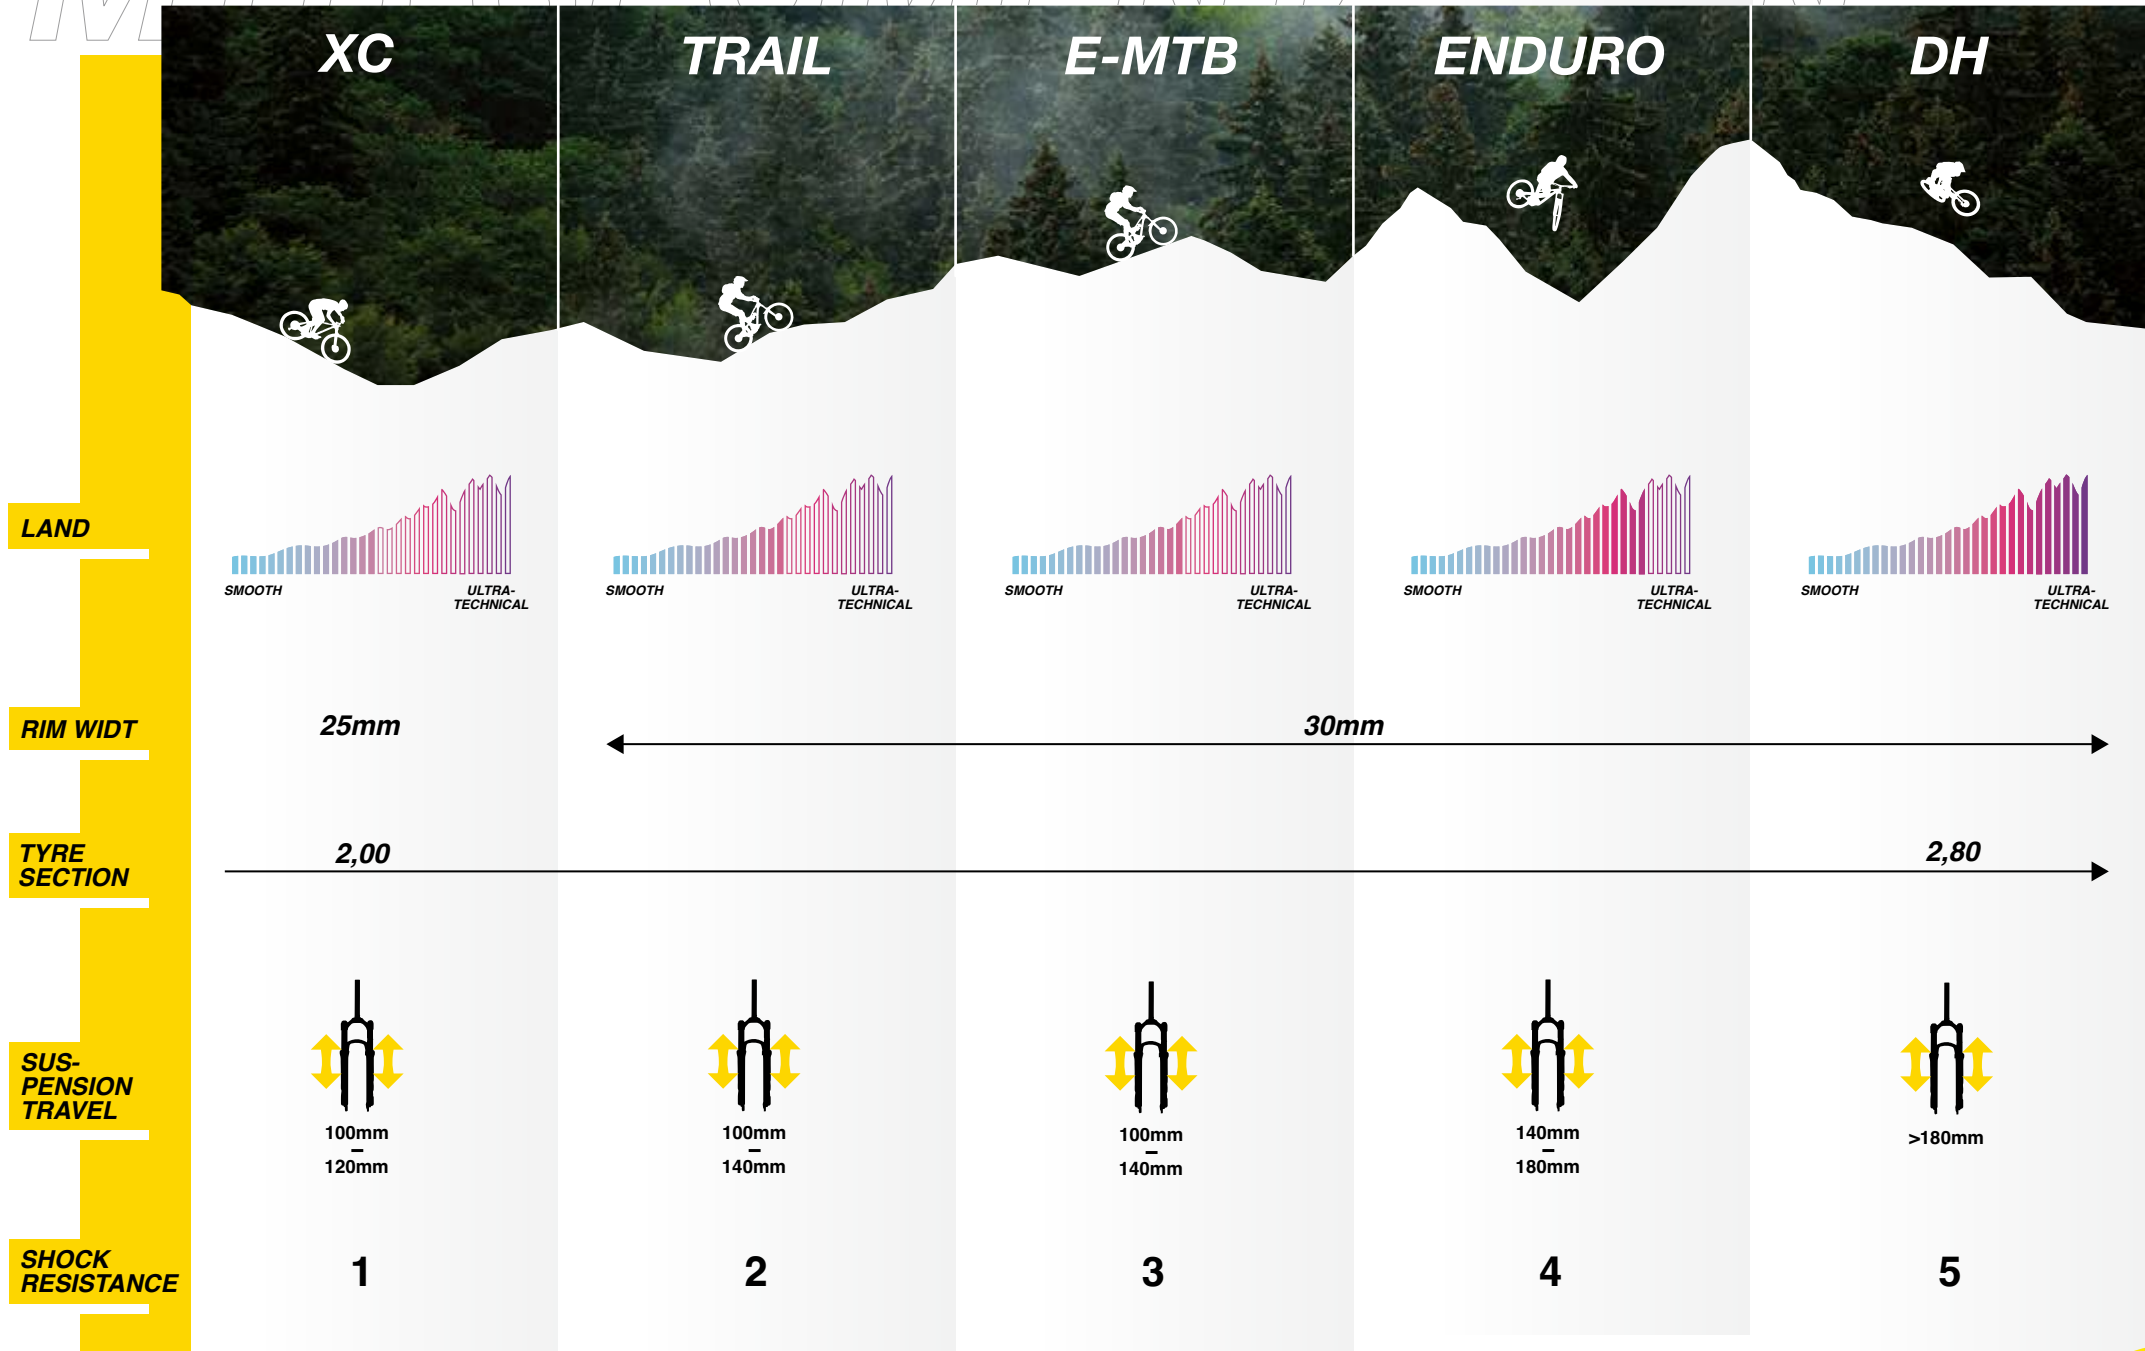 XC
TRAIL
E-MTB
ENDURO
DH
LAND
SMOOTH
ULTRA-
TECHNICAL
SMOOTH
ULTRA-
TECHNICAL
SMOOTH
ULTRA-
TECHNICAL
SMOOTH
ULTRA-
TECHNICAL
SMOOTH
ULTRA-
TECHNICAL
RIM WIDT
25mm
30mm
TYRE
SECTION
2,00
2,80
SUS-
PENSION
TRAVEL
100mm
–
120mm
100mm
–
140mm
100mm
–
140mm
140mm
–
180mm
>180mm
SHOCK
RESISTANCE
1
2
3
4
5